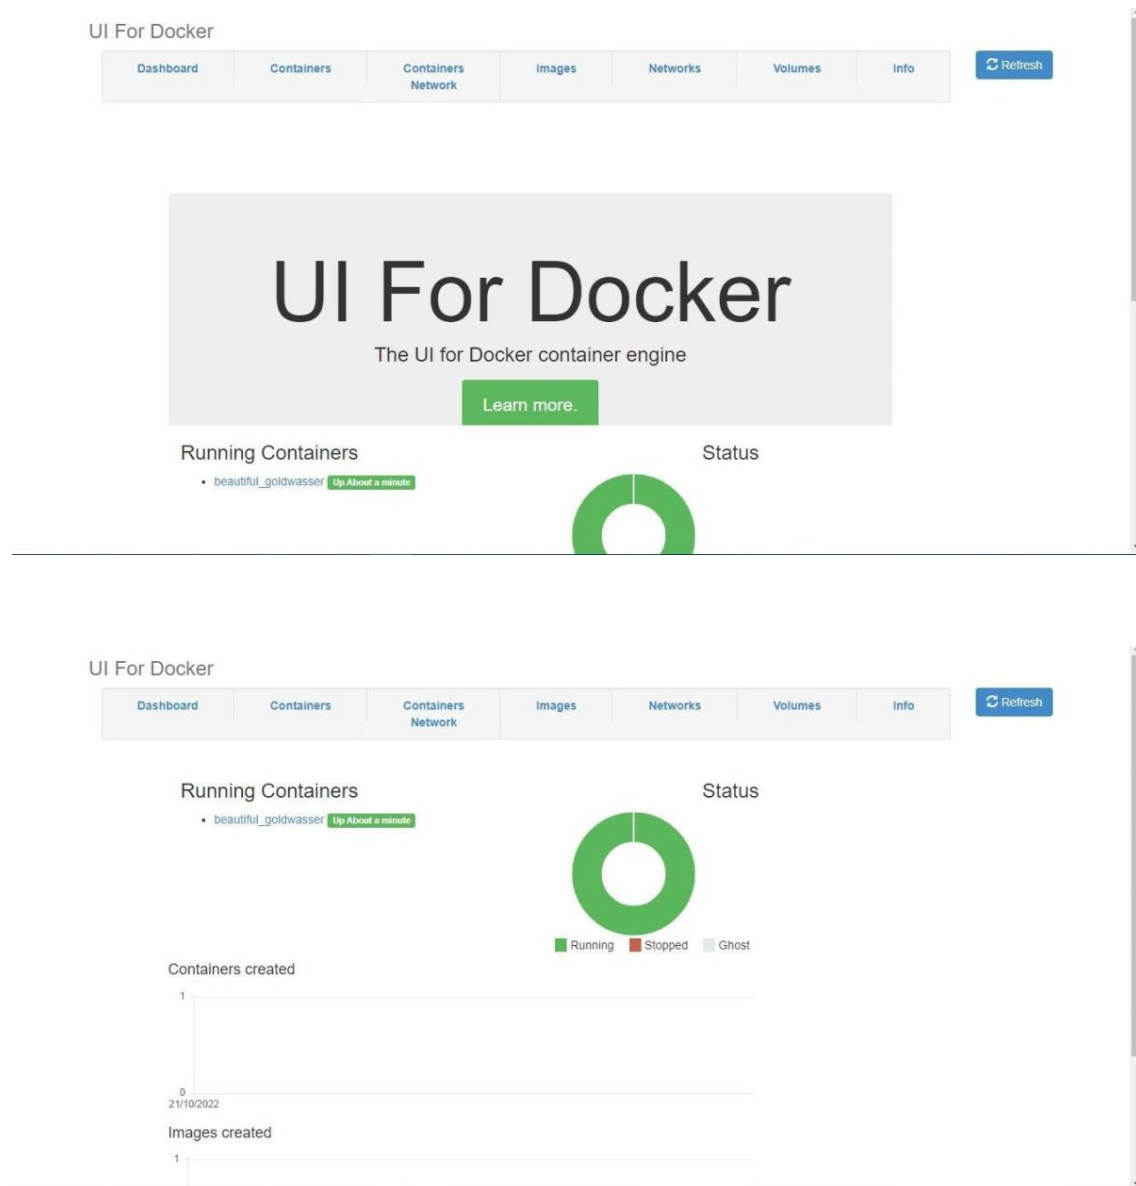 UI For Docker
Dashboard Containers Containers Network Images Networks Volumes Info Refresh
UI For Docker
The UI for Docker container engine
Learn more.
Running Containers Status
beautiful_goldwasser Up About a minute
UI For Docker
Dashboard Containers Containers Network Images Networks Volumes Info Refresh
Running Containers Status
beautiful_goldwasser Up About a minute
Running Stopped Ghost
Containers created
1
0
21/10/2022
Images created
1